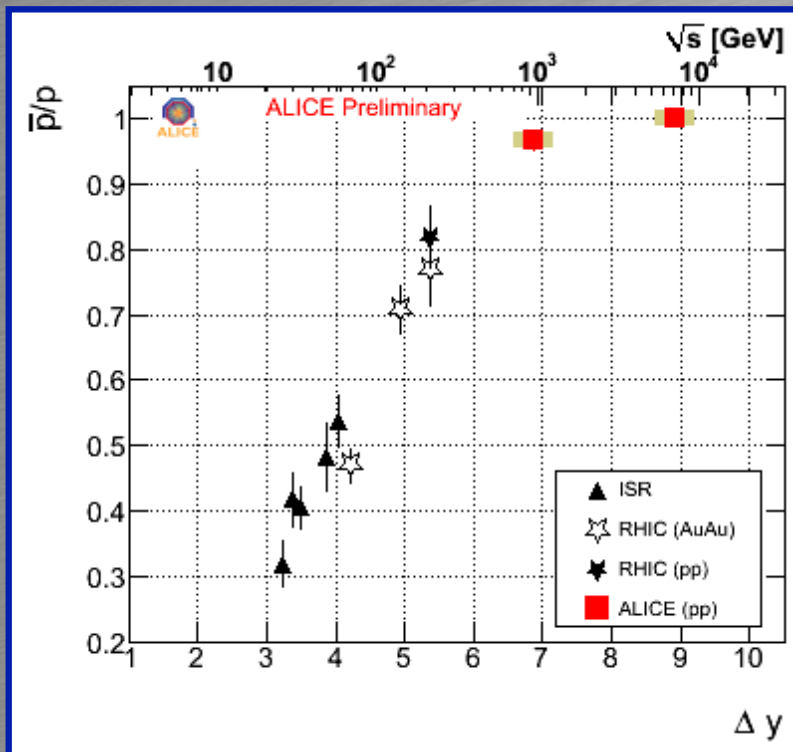 √s [GeV]
10 10² 10³ 10⁴
p̅/p
ALICE
ALICE Preliminary
1
0.9
0.8
0.7
0.6
0.5
0.4
0.3
0.2
ISR
RHIC (AuAu)
RHIC (pp)
ALICE (pp)
1 2 3 4 5 6 7 8 9 10
Δ y